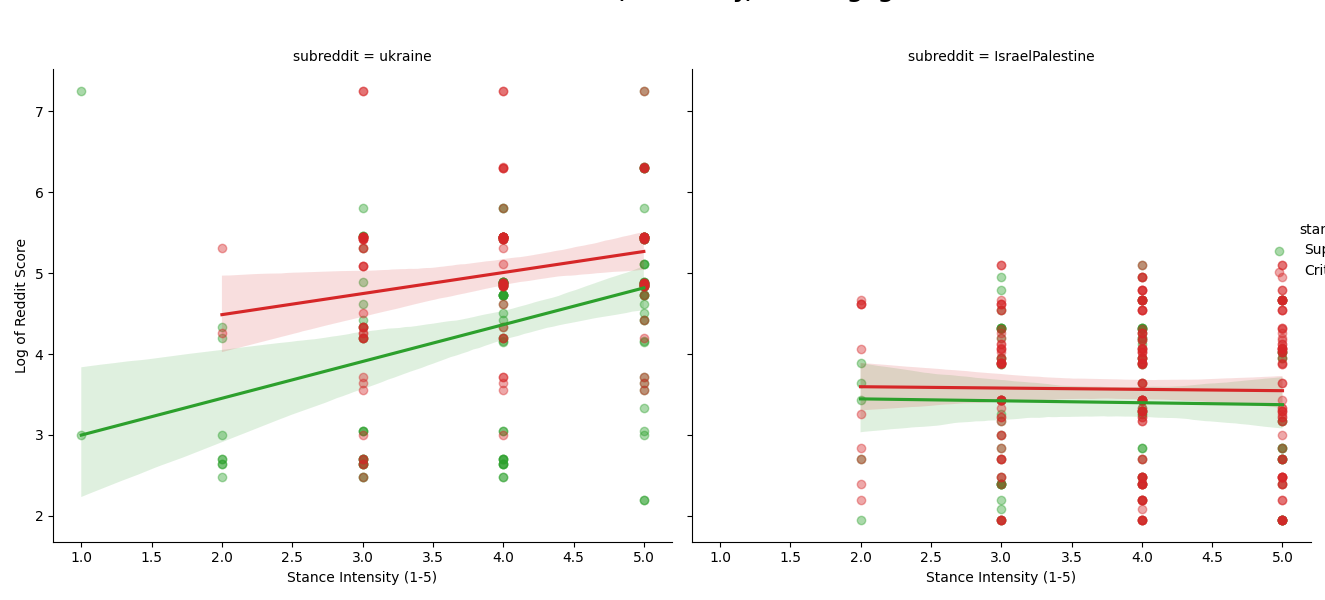 subreddit = ukraine
subreddit = IsraelPalestine
Log of Reddit Score
7
6
5
4
3
2
1.0 1.5 2.0 2.5 3.0 3.5 4.0 4.5 5.0
1.0 1.5 2.0 2.5 3.0 3.5 4.0 4.5 5.0
Stance Intensity (1-5)
Stance Intensity (1-5)